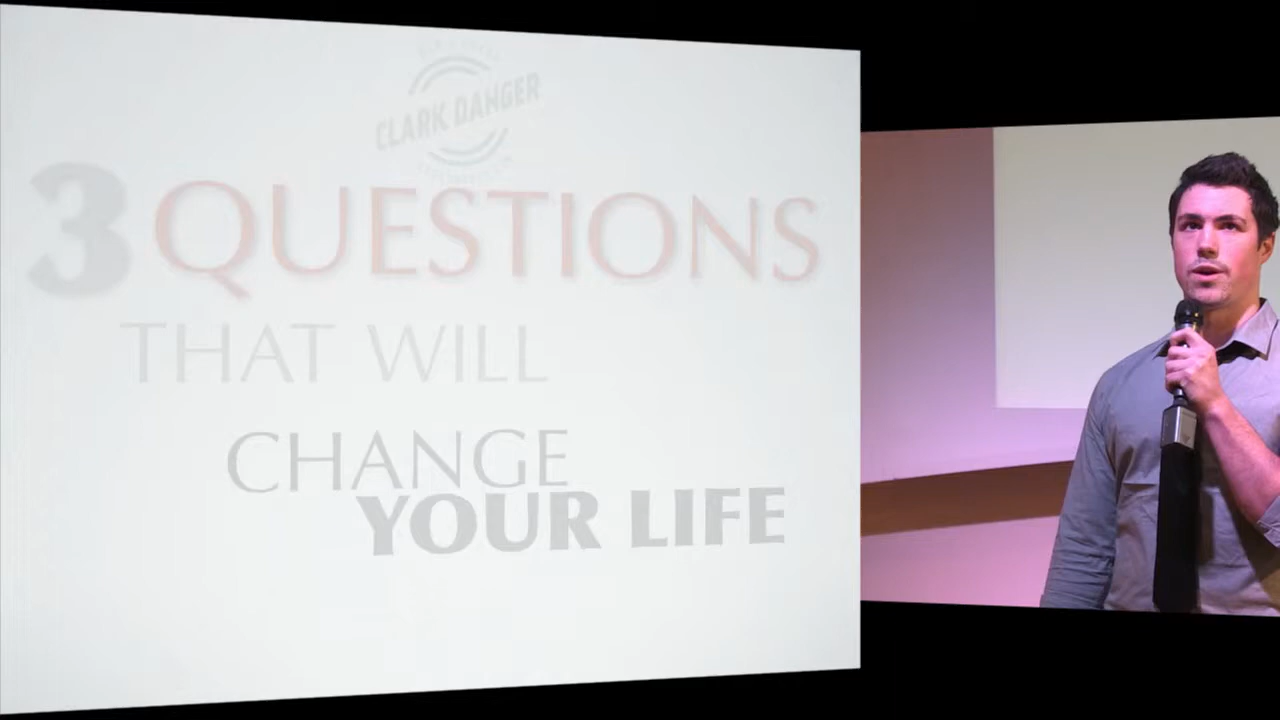 CLARK DANGER
3 QUESTIONS
THAT WILL
CHANGE
YOUR LIFE